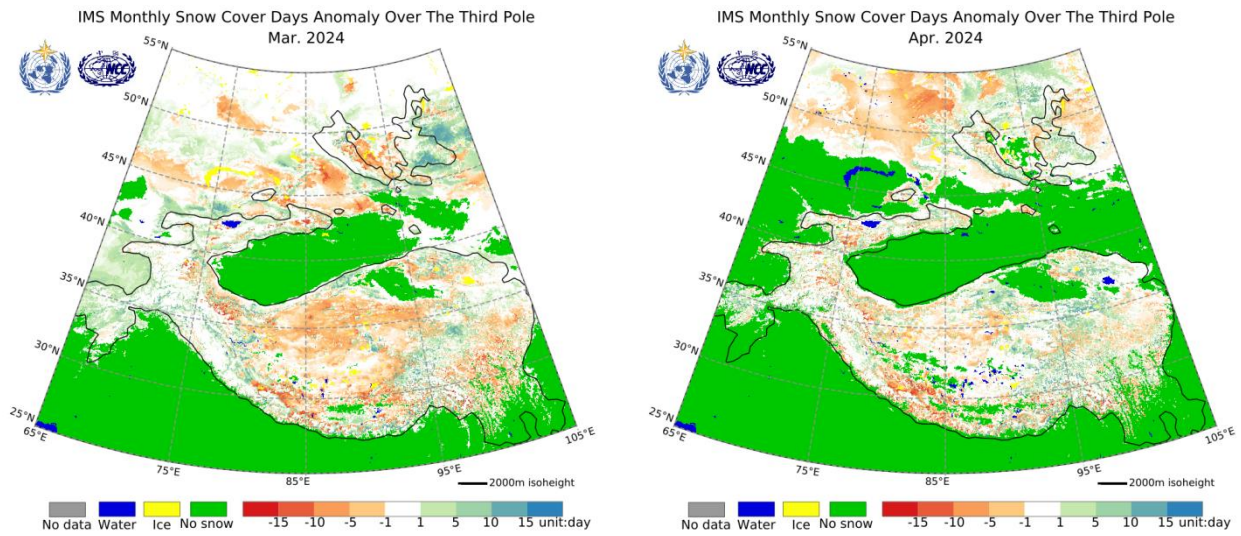 IMS Monthly Snow Cover Days Anomaly Over The Third Pole
Mar. 2024
NCC
55°N
50°N
45°N
40°N
35°N
30°N
25°N
65°E
75°E
85°E
95°E
105°E
2000m isoheight
No data Water Ice No snow -15 -10 -5 -1 1 5 10 15 unit:day
IMS Monthly Snow Cover Days Anomaly Over The Third Pole
Apr. 2024
NCC
55°N
50°N
45°N
40°N
35°N
30°N
25°N
65°E
75°E
85°E
95°E
105°E
2000m isoheight
No data Water Ice No snow -15 -10 -5 -1 1 5 10 15 unit:day